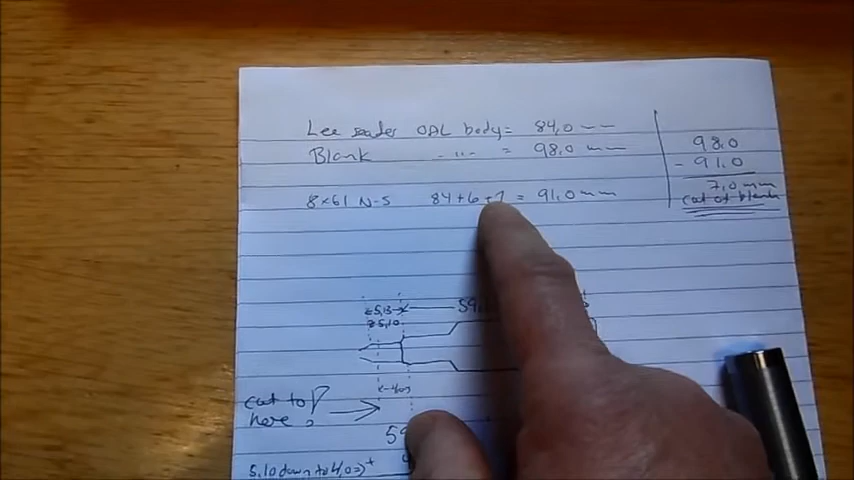 Lee seater OAL body = 84,0 mm
Blank -"- = 98,0 mm
98,0
- 91,0
7,0 mm
cut of blank
8x61 N-S 84+6+1 = 91,0 mm
≥5,13
≥5,10
59,
cut to
here?
59
5,10 down to 4,0